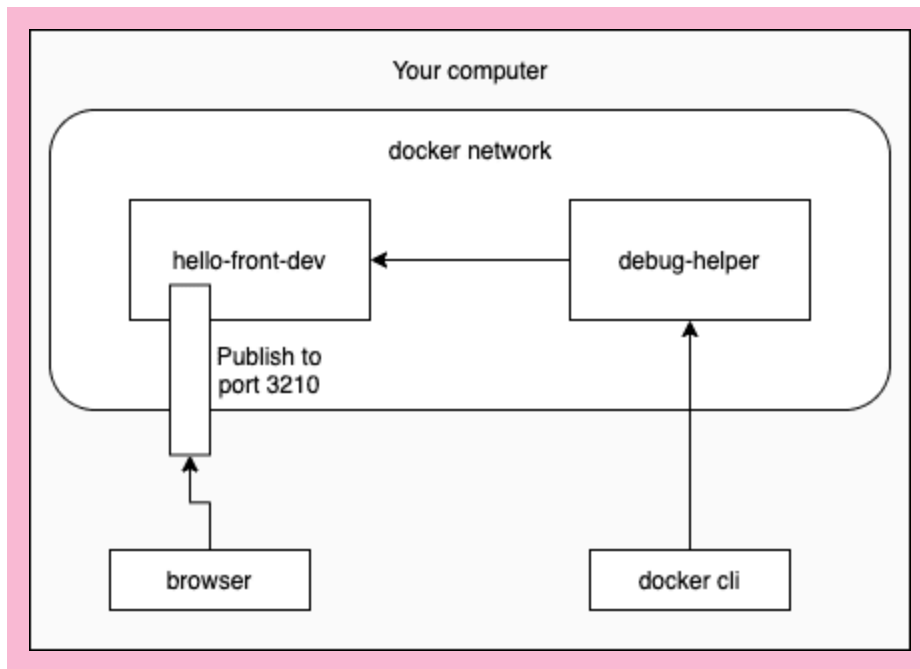 Your computer
docker network
hello-front-dev
debug-helper
Publish to
port 3210
browser
docker cli